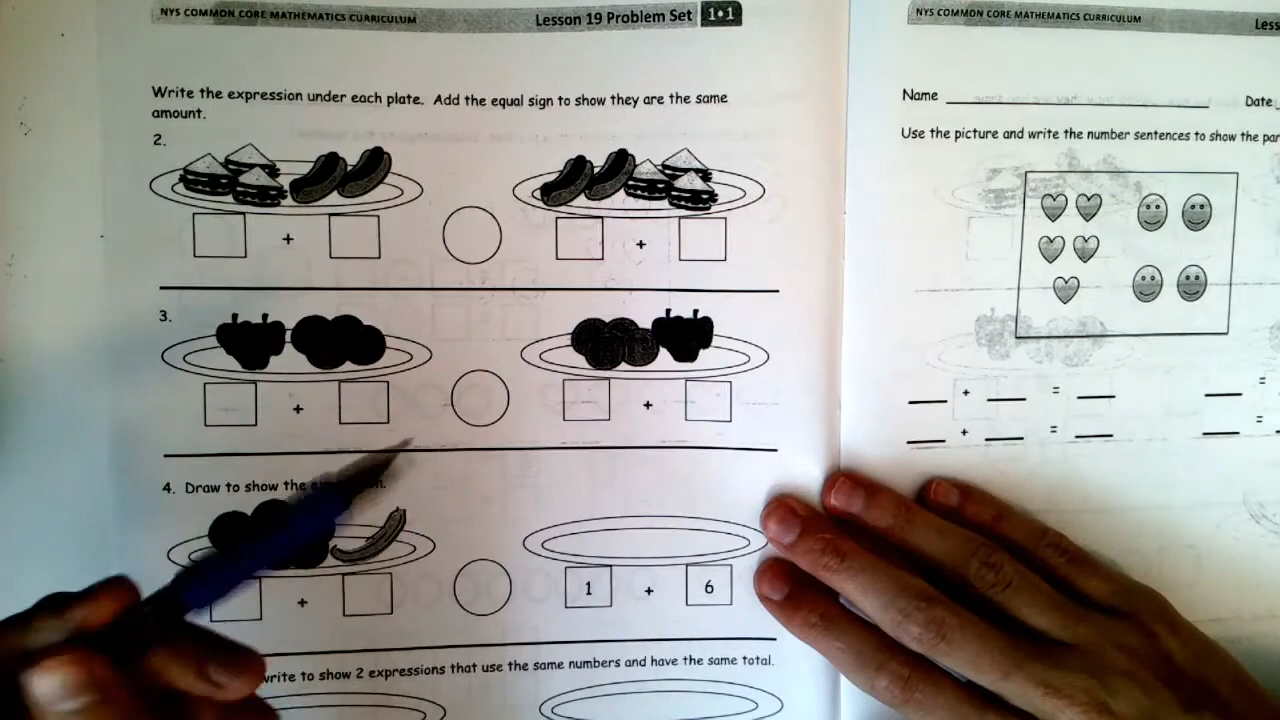 NYS COMMON CORE MATHEMATICS CURRICULUM
Lesson 19 Problem Set 1•1
Write the expression under each plate. Add the equal sign to show they are the same
amount.
2.
+ +
3.
+ +
4. Draw to show the
+ 1 + 6
write to show 2 expressions that use the same numbers and have the same total.
NYS COMMON CORE MATHEMATICS CURRICULUM
Name Date
Use the picture and write the number sentences to show the
+ = =
+ = =